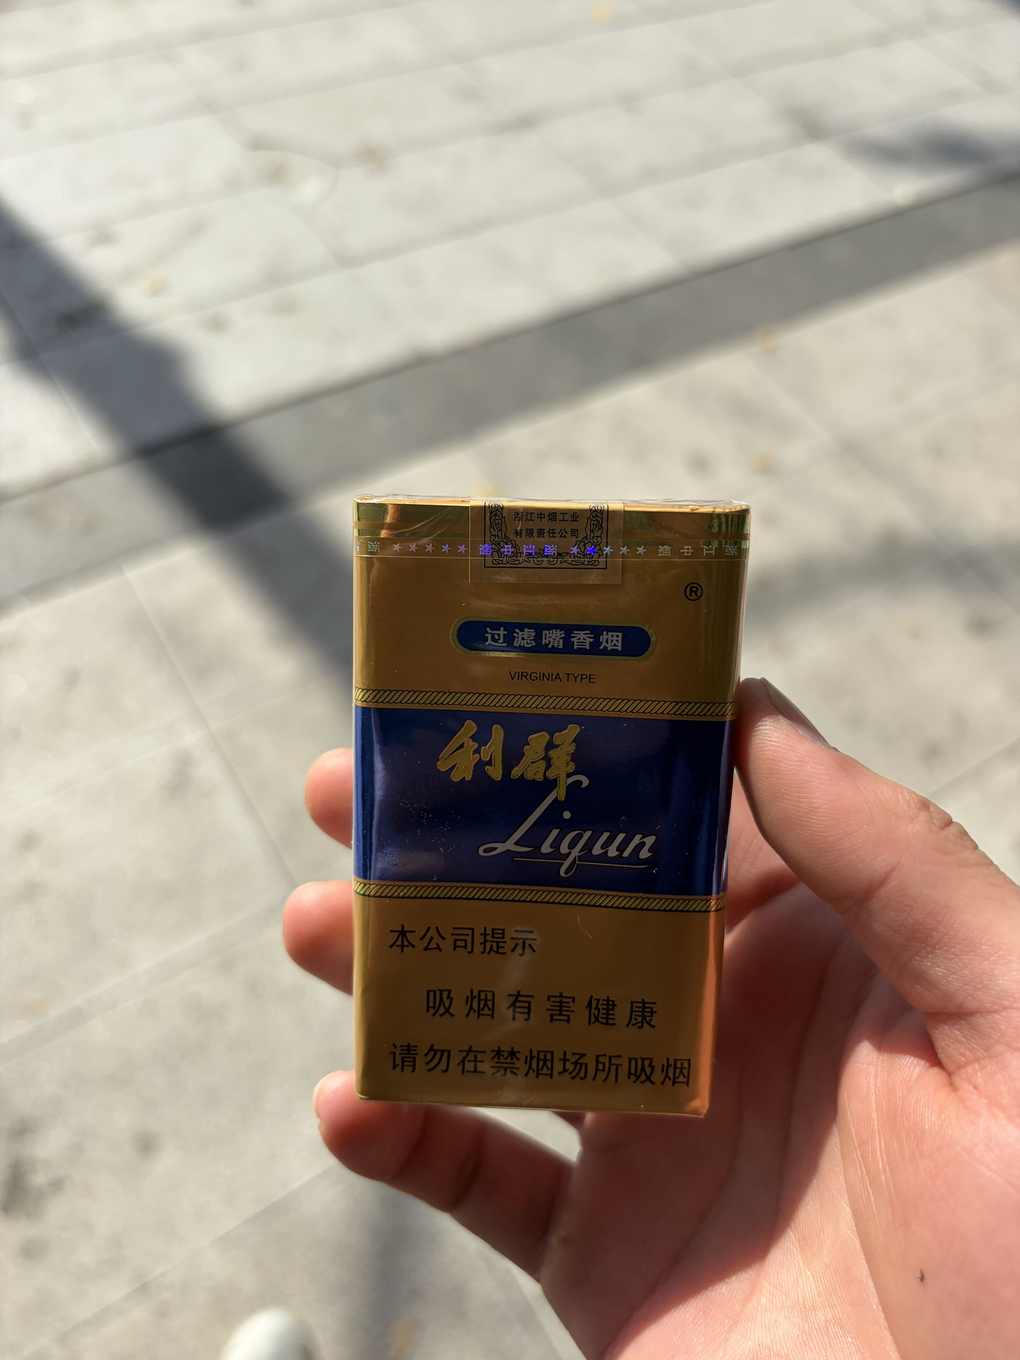 浙江中烟工业
有限责任公司
®
过滤嘴香烟
VIRGINIA TYPE
利群
Liqun
本公司提示
吸烟有害健康
请勿在禁烟场所吸烟